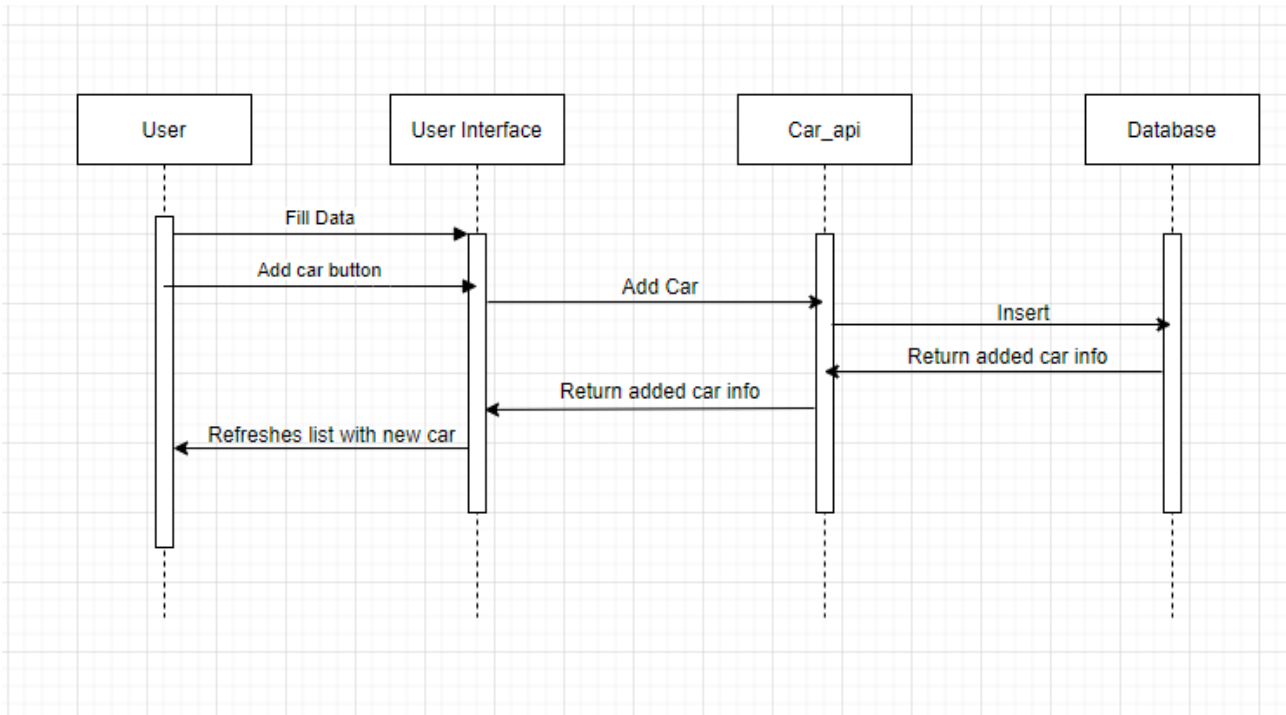 User
User Interface
Car_api
Database
Fill Data
Add car button
Add Car
Insert
Return added car info
Return added car info
Refreshes list with new car